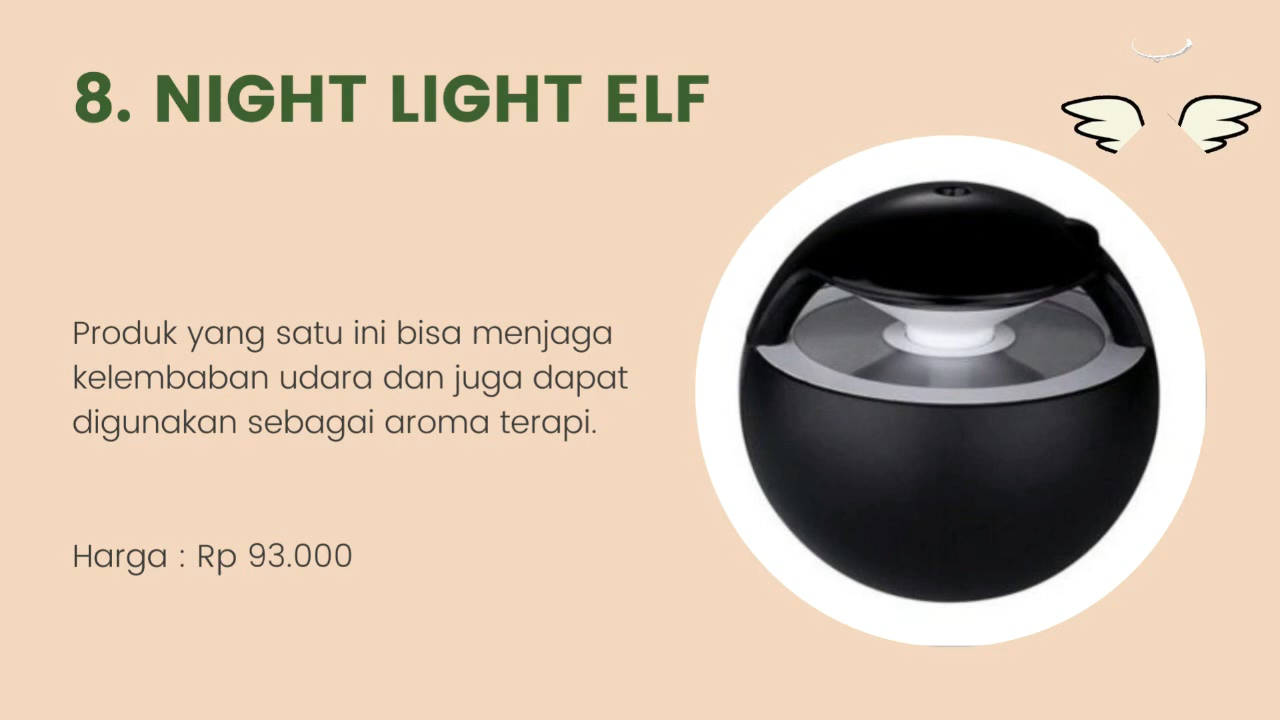 8. NIGHT LIGHT ELF
Produk yang satu ini bisa menjaga
kelembaban udara dan juga dapat
digunakan sebagai aroma terapi.
Harga : Rp 93.000